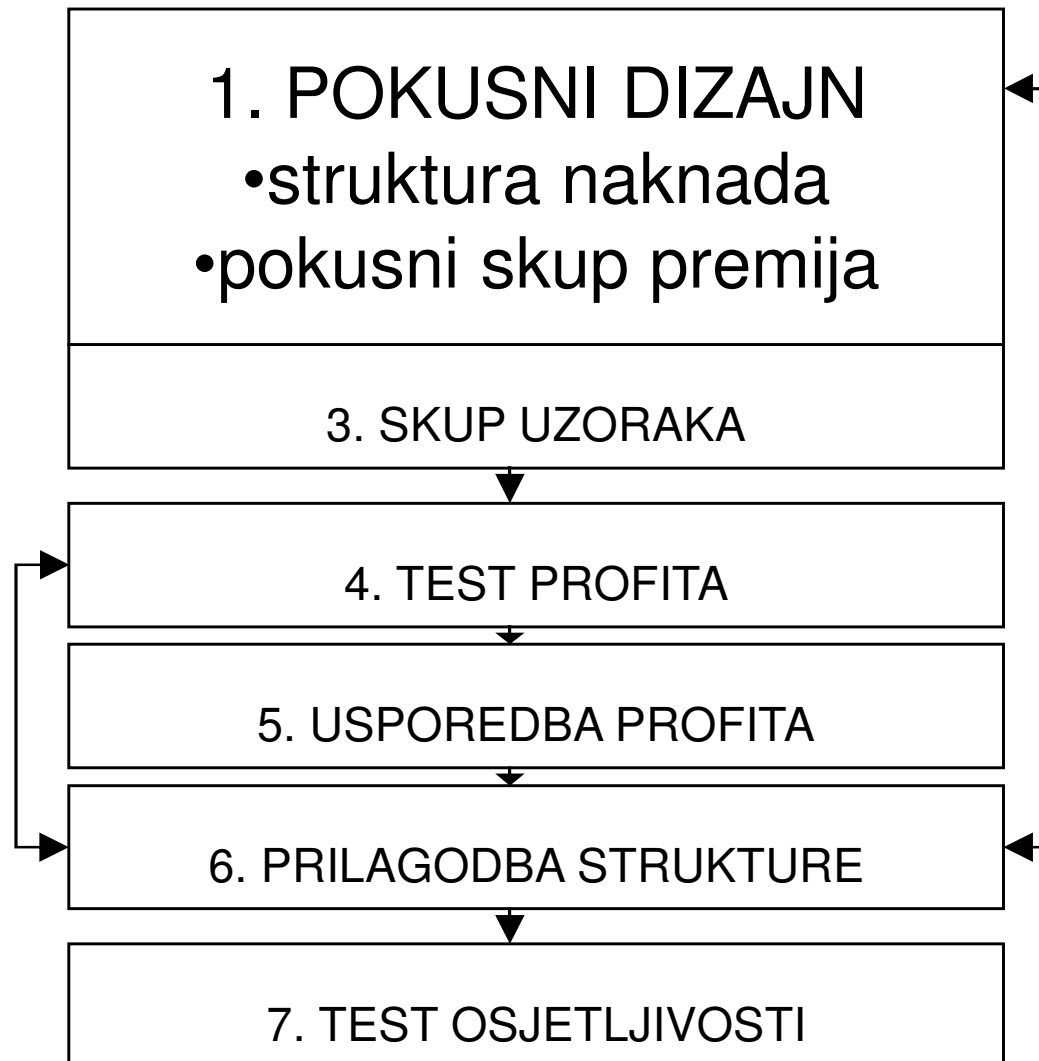 1. POKUSNI DIZAJN
•struktura naknada
•pokusni skup premija
3. SKUP UZORAKA
4. TEST PROFITA
5. USPOREDBA PROFITA
6. PRILAGODBA STRUKTURE
7. TEST OSJETLJIVOSTI